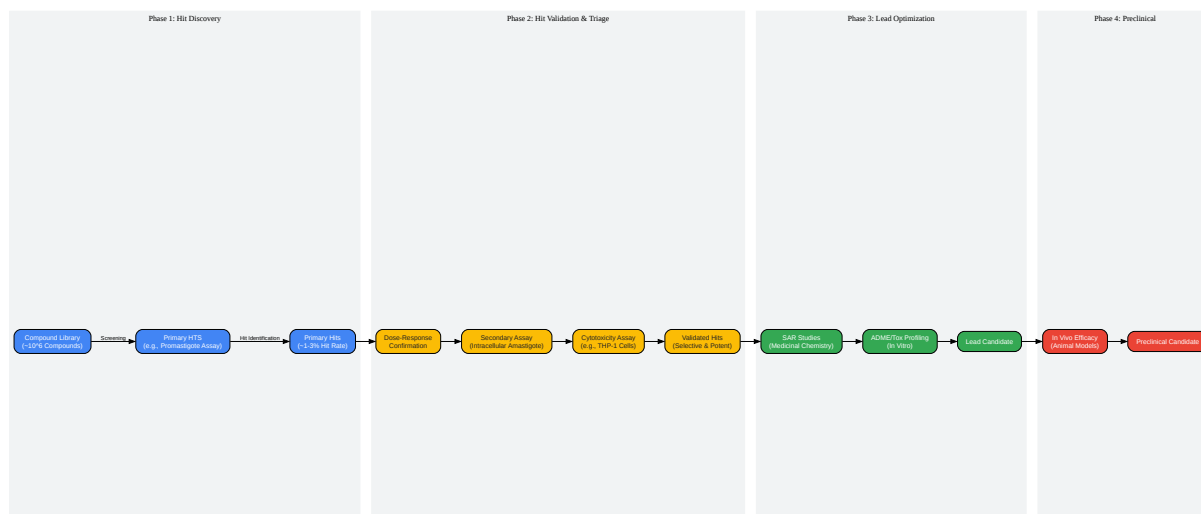 Phase 1: Hit Discovery
Phase 2: Hit Validation & Triage
Phase 3: Lead Optimization
Phase 4: Preclinical
Compound Library
(~10^6 Compounds)
Screening
Primary HTS
(e.g., Promastigote Assay)
Hit Identification
Primary Hits
(~1-3% Hit Rate)
Dose-Response
Confirmation
Secondary Assay
(Intracellular Amastigote)
Cytotoxicity Assay
(e.g., THP-1 Cells)
Validated Hits
(Selective & Potent)
SAR Studies
(Medicinal Chemistry)
ADME/Tox Profiling
(In Vitro)
Lead Candidate
In Vivo Efficacy
(Animal Models)
Preclinical Candidate